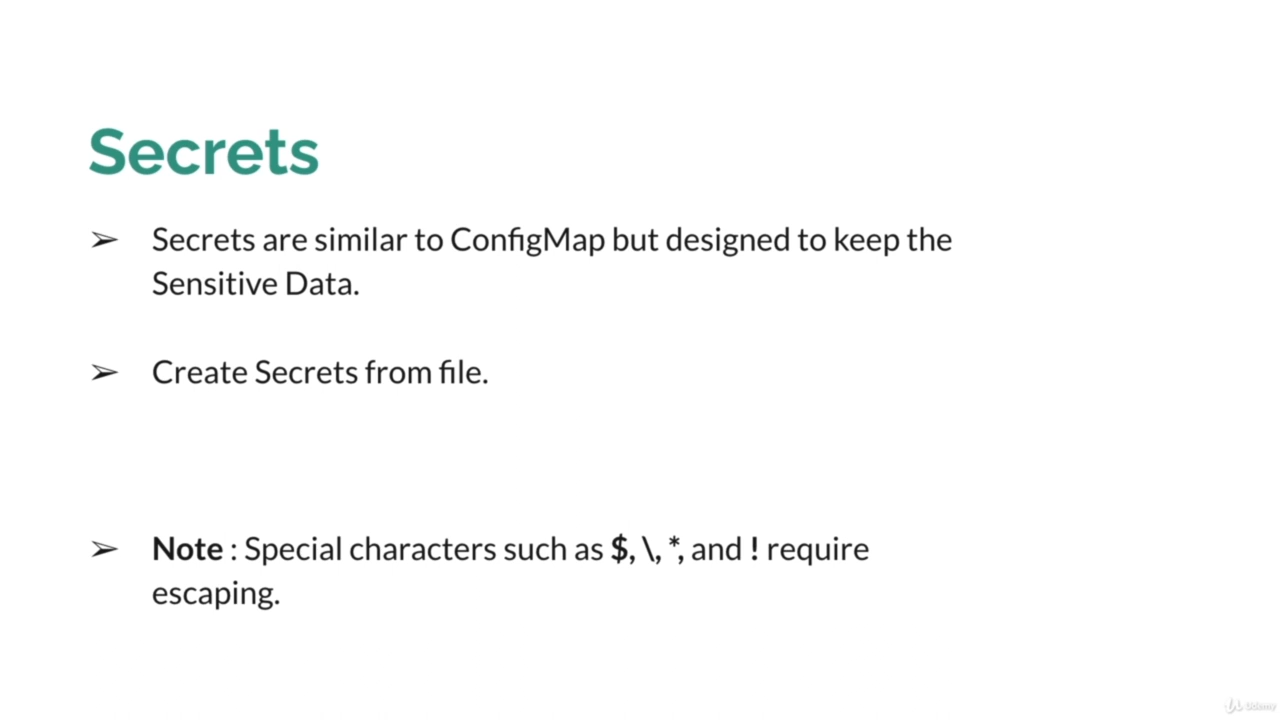 Secrets
➢ Secrets are similar to ConfigMap but designed to keep the
Sensitive Data.
➢ Create Secrets from file.
➢ Note : Special characters such as $, \, *, and ! require
escaping.
Udemy